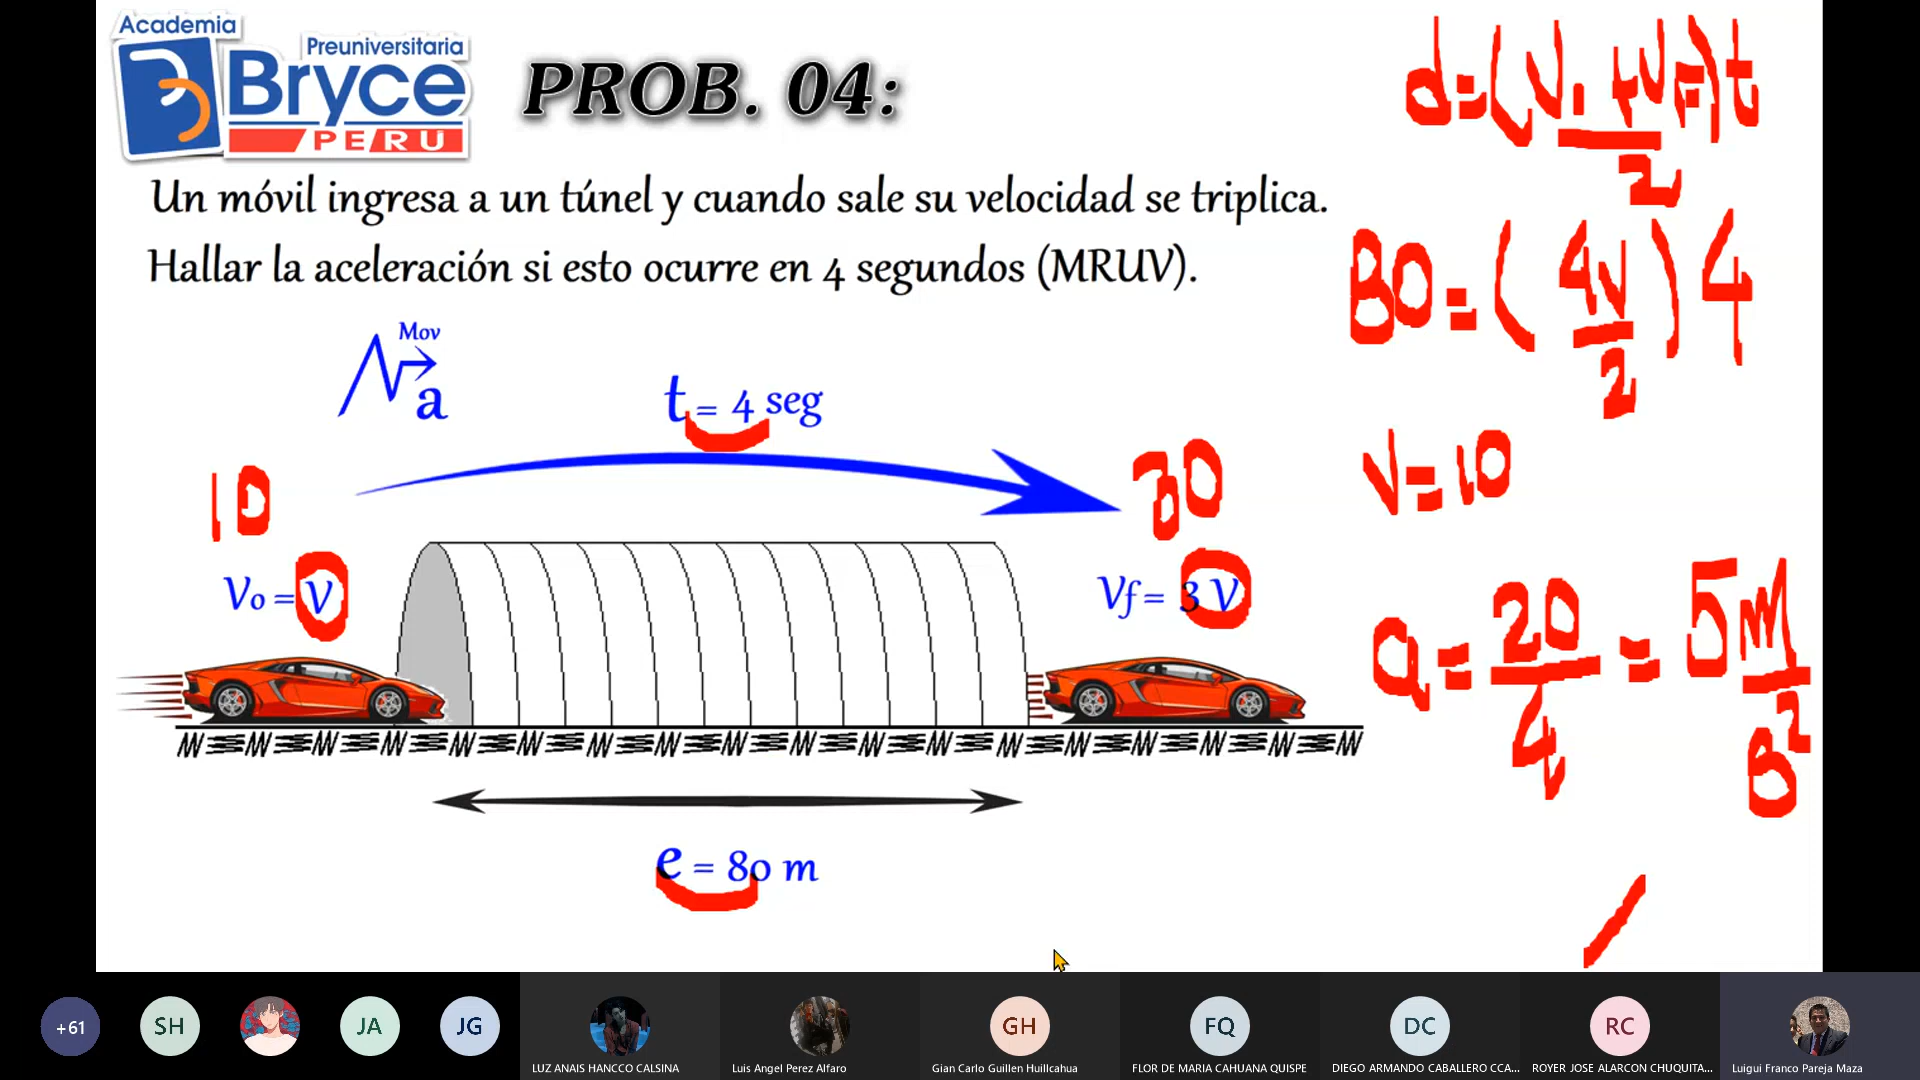 Academia
Preuniversitaria
Bryce
PERÚ
PROB. 04:
Un móvil ingresa a un túnel y cuando sale su velocidad se triplica.
Hallar la aceleración si esto ocurre en 4 segundos (MRUV).
Mov
a
t = 4 seg
10
30
Vo = V
Vf = 3 V
e = 80 m
d=(Vi+VF)t
2
80=(4V)4
2
V=10
a=20=5m
4 s²
+61
SH
JA
JG
GH
FQ
DC
RC
LUZ ANAIS HANCCO CALSINA
Luis Angel Perez Alfaro
Gian Carlo Guillen Huillcahua
FLOR DE MARIA CAHUANA QUISPE
DIEGO ARMANDO CABALLERO CCA...
ROYER JOSE ALARCON CHUQUITA...
Luigui Franco Pareja Maza